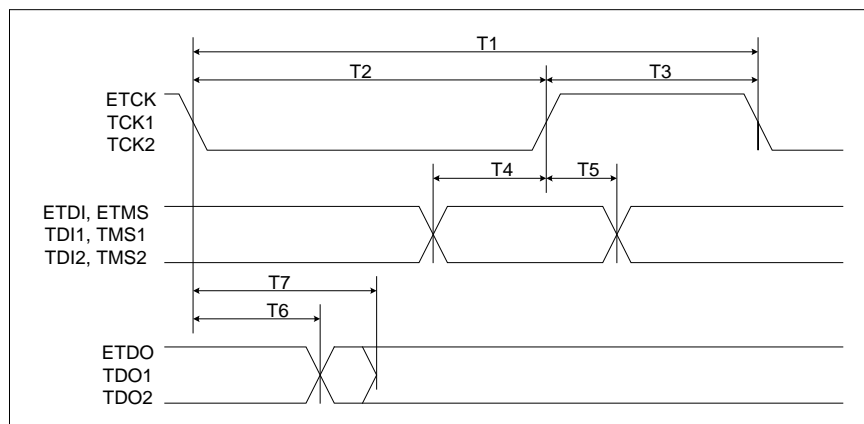 T1
T2
T3
ETCK
TCK1
TCK2
T4
T5
ETDI, ETMS
TDI1, TMS1
TDI2, TMS2
T7
T6
ETDO
TDO1
TDO2